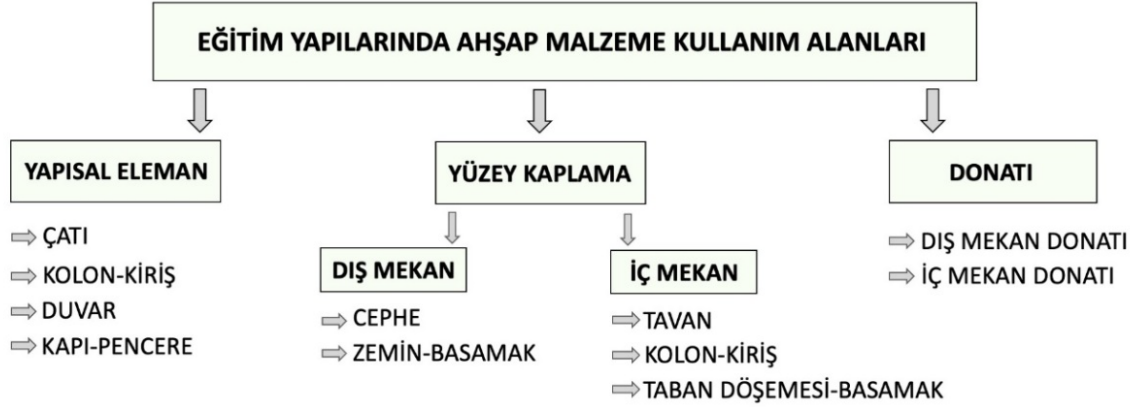 EĞİTİM YAPILARINDA AHŞAP MALZEME KULLANIM ALANLARI
YAPISAL ELEMAN
ÇATI
KOLON-KİRİŞ
DUVAR
KAPI-PENCERE
YÜZEY KAPLAMA
DIŞ MEKAN
CEPHE
ZEMİN-BASAMAK
İÇ MEKAN
TAVAN
KOLON-KİRİŞ
TABAN DÖŞEMESİ-BASAMAK
DONATI
DIŞ MEKAN DONATI
İÇ MEKAN DONATI